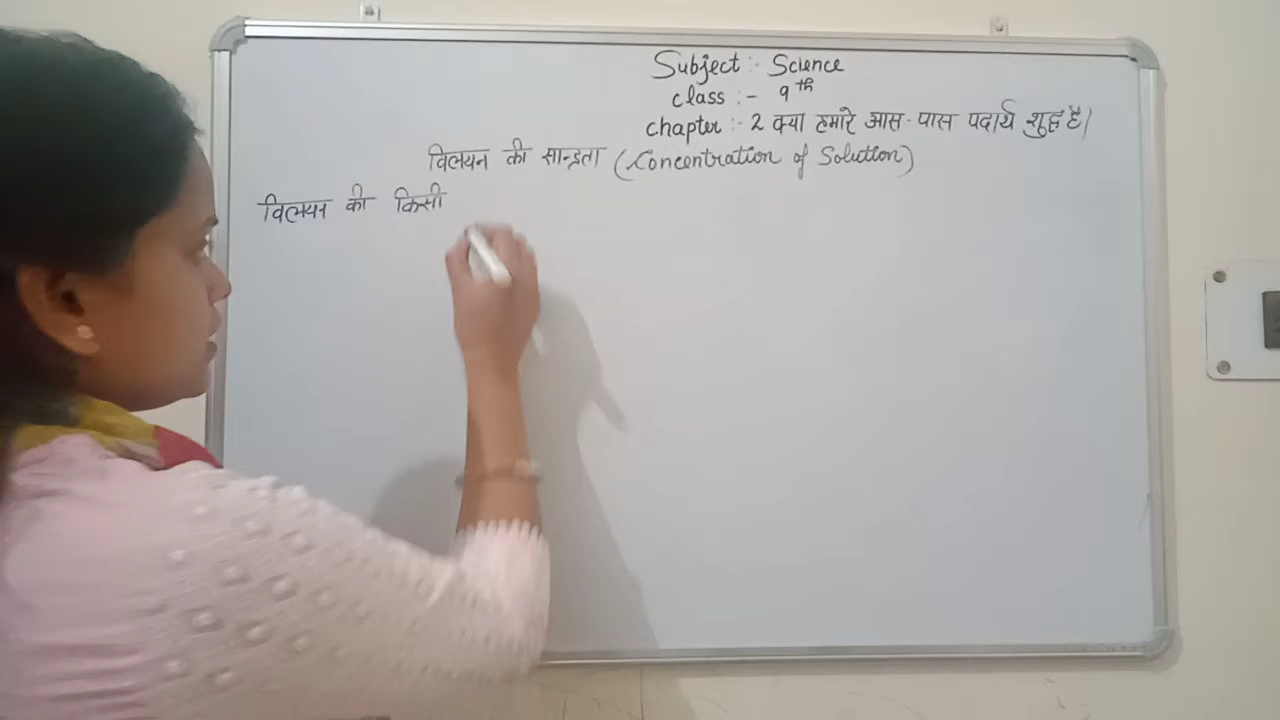 Subject :- Science
class :- 9th
chapter :- 2 क्या हमारे आस-पास पदार्थ शुद्ध है।
विलयन की सान्द्रता (Concentration of Solution)
विलयन की किसी